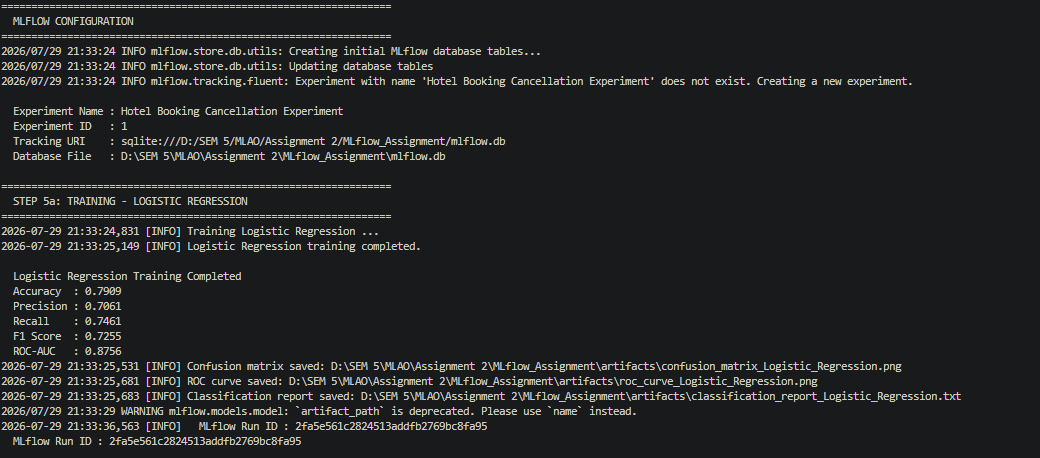 =================================================================
  MLFLOW CONFIGURATION
=================================================================
2026/07/29 21:33:24 INFO mlflow.store.db.utils: Creating initial MLflow database tables...
2026/07/29 21:33:24 INFO mlflow.store.db.utils: Updating database tables
2026/07/29 21:33:24 INFO mlflow.tracking.fluent: Experiment with name 'Hotel Booking Cancellation Experiment' does not exist. Creating a new experiment.
  Experiment Name : Hotel Booking Cancellation Experiment
  Experiment ID   : 1
  Tracking URI    : sqlite:///D:/SEM 5/MLAO/Assignment 2/MLflow_Assignment/mlflow.db
  Database File   : D:\SEM 5\MLAO\Assignment 2\MLflow_Assignment\mlflow.db
=================================================================
  STEP 5a: TRAINING - LOGISTIC REGRESSION
=================================================================
2026-07-29 21:33:24,831 [INFO] Training Logistic Regression ...
2026-07-29 21:33:25,149 [INFO] Logistic Regression training completed.
  Logistic Regression Training Completed
  Accuracy  : 0.7909
  Precision : 0.7061
  Recall    : 0.7461
  F1 Score  : 0.7255
  ROC-AUC   : 0.8756
2026-07-29 21:33:25,531 [INFO] Confusion matrix saved: D:\SEM 5\MLAO\Assignment 2\MLflow_Assignment\artifacts\confusion_matrix_Logistic_Regression.png
2026-07-29 21:33:25,681 [INFO] ROC curve saved: D:\SEM 5\MLAO\Assignment 2\MLflow_Assignment\artifacts\roc_curve_Logistic_Regression.png
2026-07-29 21:33:25,683 [INFO] Classification report saved: D:\SEM 5\MLAO\Assignment 2\MLflow_Assignment\artifacts\classification_report_Logistic_Regression.txt
2026/07/29 21:33:29 WARNING mlflow.models.model: `artifact_path` is deprecated. Please use `name` instead.
2026-07-29 21:33:36,563 [INFO]   MLflow Run ID : 2fa5e561c2824513addfb2769bc8fa95
  MLflow Run ID : 2fa5e561c2824513addfb2769bc8fa95